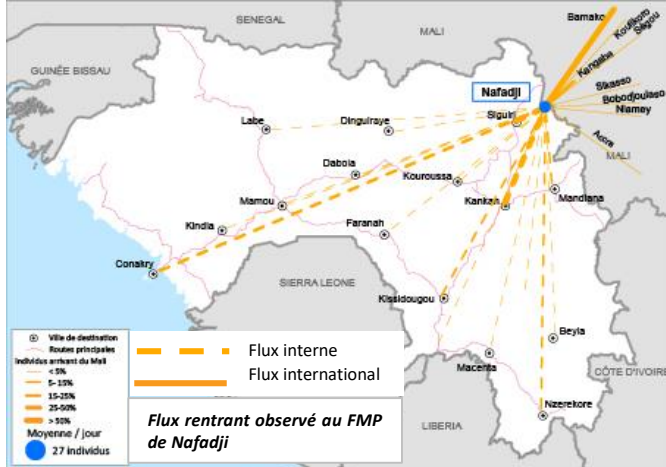 SENEGAL
MALI
Bamako
Koulikoro
Ségou
Kangaba
GUINÉE BISSAU
Nafadji
Sikasso
Bobodjoulaso
Niamey
Siguiri
Labe
Dinguiraye
Accra
MALI
Dabola
Kouroussa
Mamou
Kankan
Mandiana
Kindia
Faranah
Conakry
SIERRA LEONE
Kissidougou
Beyla
Macenta
CÔTE D'IVOIRE
Nzerekore
LIBERIA
Ville de destination
Routes principales
Individus arrivant du Mali
< 5%
5- 15%
15-25%
25-50%
> 50%
Moyenne / jour
27 individus
Flux interne
Flux international
Flux rentrant observé au FMP
de Nafadji